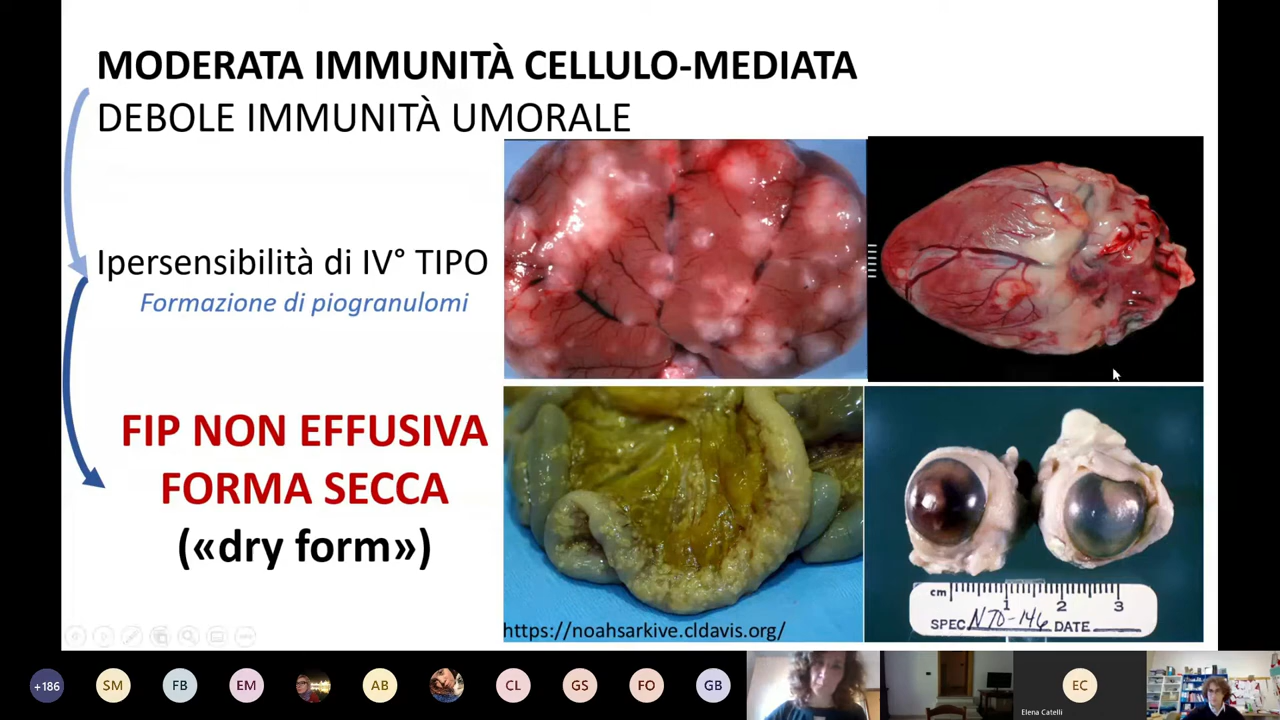 MODERATA IMMUNITÀ CELLULO-MEDIATA
DEBOLE IMMUNITÀ UMORALE
Ipersensibilità di IV° TIPO
Formazione di piogranulomi
FIP NON EFFUSIVA
FORMA SECCA
(«dry form»)
https://noahsarkive.cldavis.org/
cm 1 2 3
SPEC N70-146 DATE
+186 SM FB EM AB CL GS FO GB EC
Elena Catelli